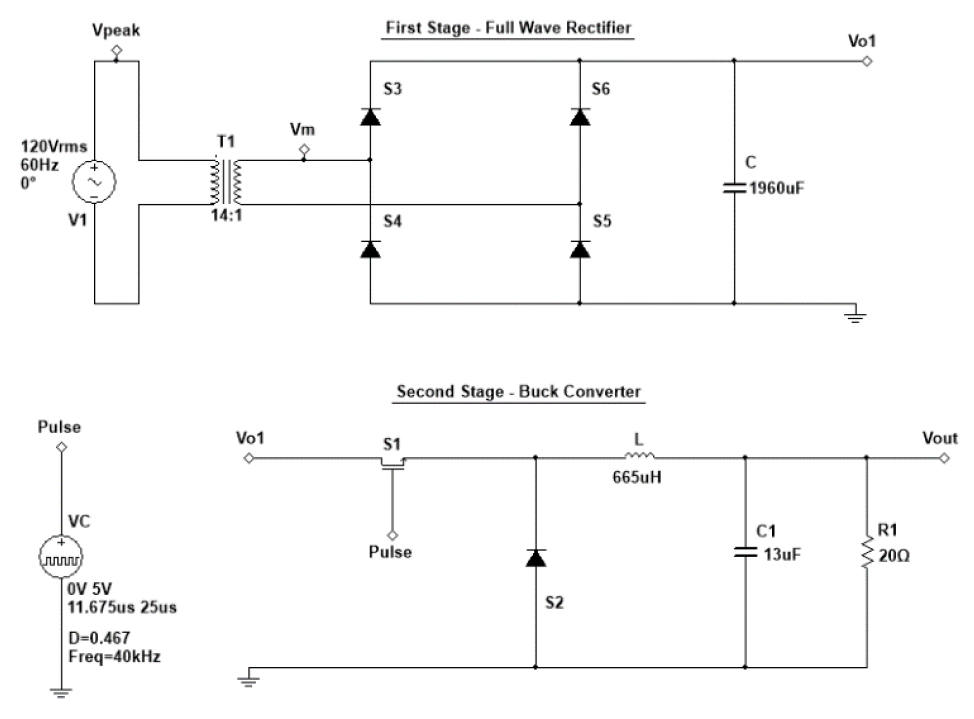 First Stage - Full Wave Rectifier
Vpeak
Vo1
S3
S6
Vm
T1
120Vrms
60Hz
0°
V1
14:1
C
1960uF
S4
S5
Second Stage - Buck Converter
Pulse
Vo1
S1
L
Vout
665uH
VC
C1
13uF
R1
20Ω
Pulse
S2
0V 5V
11.675us 25us
D=0.467
Freq=40kHz